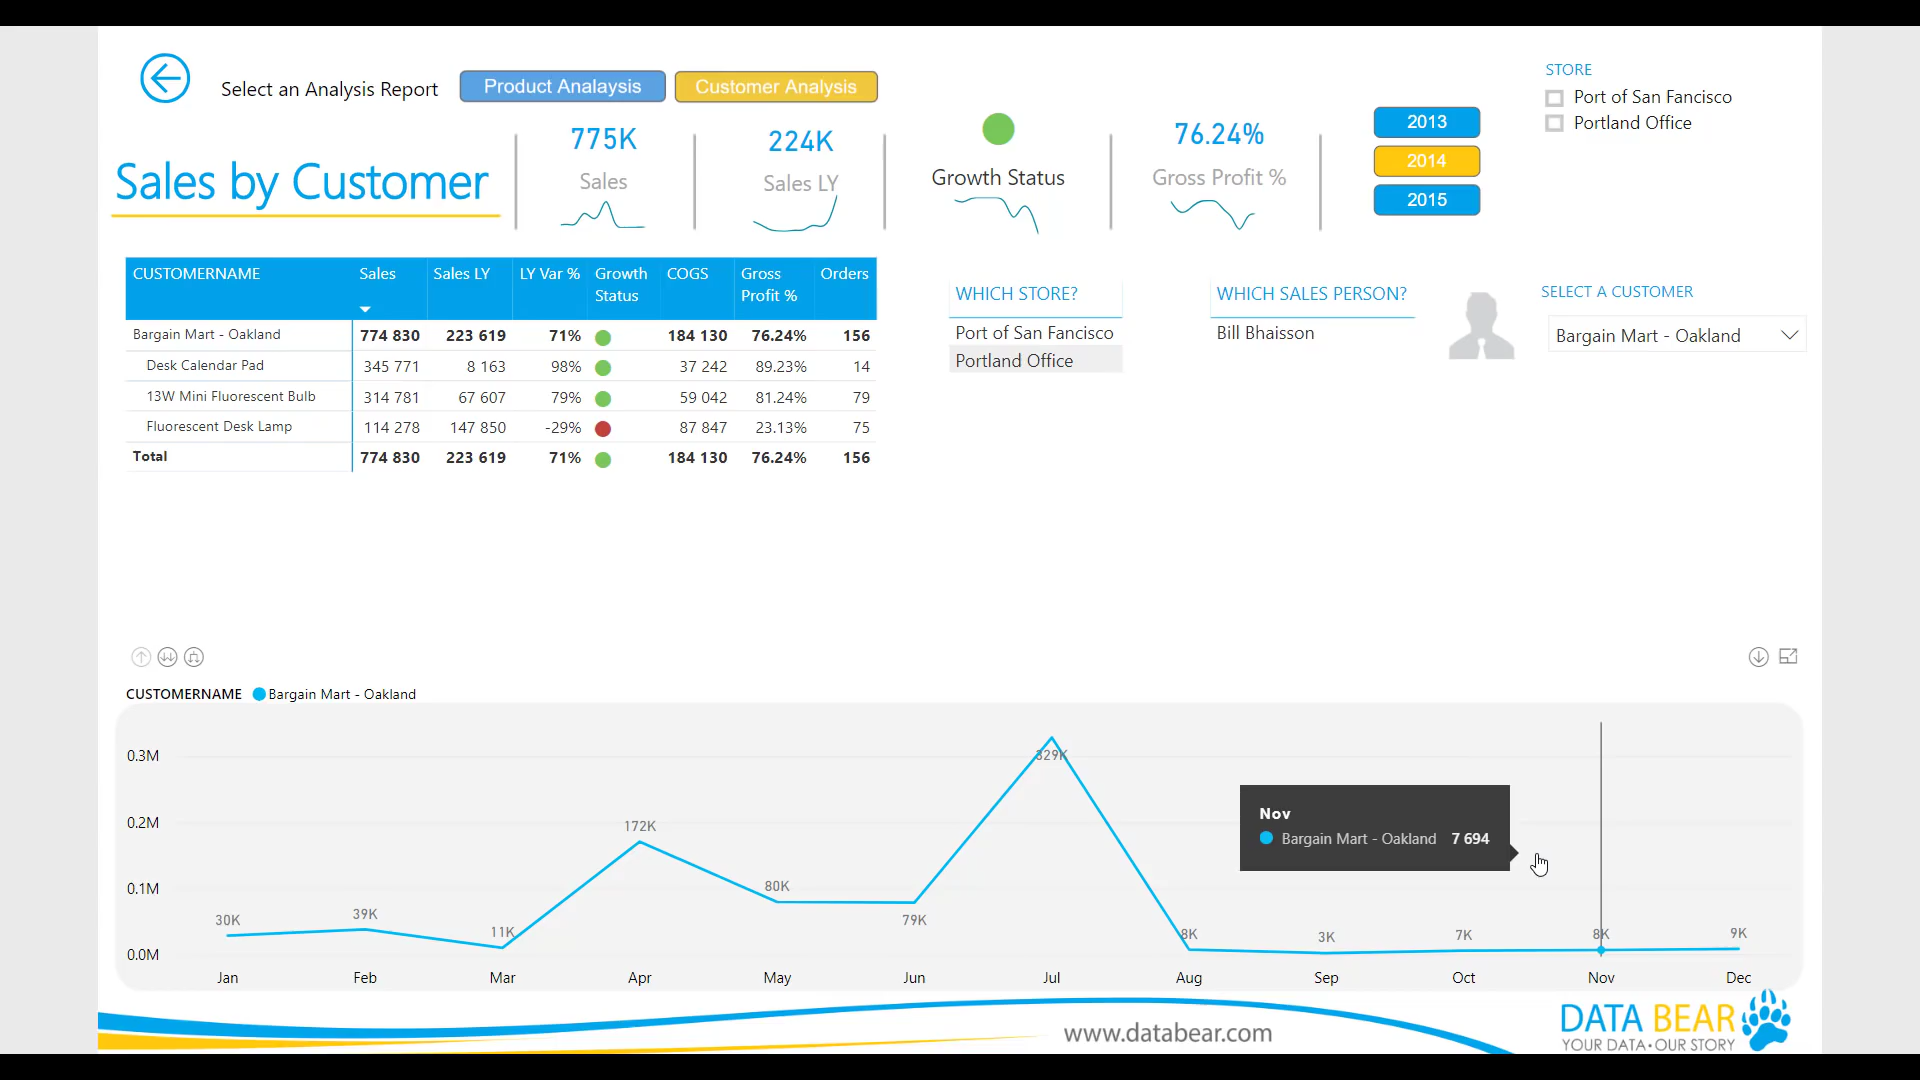 Select an Analysis Report
Product Analaysis
Customer Analysis
STORE
Port of San Fancisco
Portland Office
2013
2014
2015
Sales by Customer
775K
Sales
224K
Sales LY
Growth Status
76.24%
Gross Profit %
CUSTOMERNAME Sales Sales LY LY Var % Growth Status COGS Gross Profit % Orders
Bargain Mart - Oakland 774 830 223 619 71% 184 130 76.24% 156
Desk Calendar Pad 345 771 8 163 98% 37 242 89.23% 14
13W Mini Fluorescent Bulb 314 781 67 607 79% 59 042 81.24% 79
Fluorescent Desk Lamp 114 278 147 850 -29% 87 847 23.13% 75
Total 774 830 223 619 71% 184 130 76.24% 156
WHICH STORE?
Port of San Fancisco
Portland Office
WHICH SALES PERSON?
Bill Bhaisson
SELECT A CUSTOMER
Bargain Mart - Oakland
CUSTOMERNAME Bargain Mart - Oakland
0.3M
0.2M
0.1M
0.0M
30K
39K
11K
172K
80K
79K
329K
8K
3K
7K
8K
9K
Nov
Bargain Mart - Oakland 7 694
Jan Feb Mar Apr May Jun Jul Aug Sep Oct Nov Dec
www.databear.com
DATA BEAR
YOUR DATA • OUR STORY